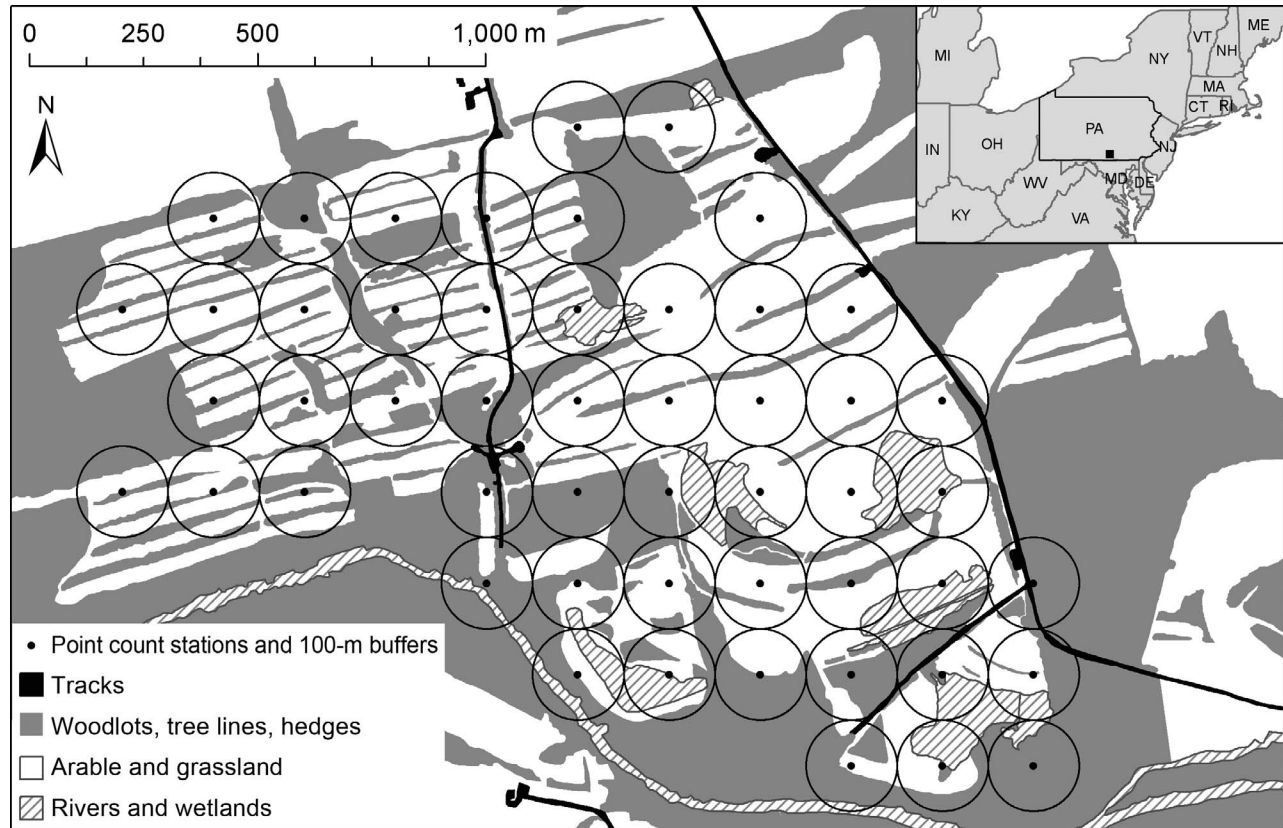 0 250 500 1,000 m
N
ME
VT
NH
MI
NY
MA
CT RI
PA
OH
IN
NJ
MD
DE
WV
KY
VA
Point count stations and 100-m buffers
Tracks
Woodlots, tree lines, hedges
Arable and grassland
Rivers and wetlands